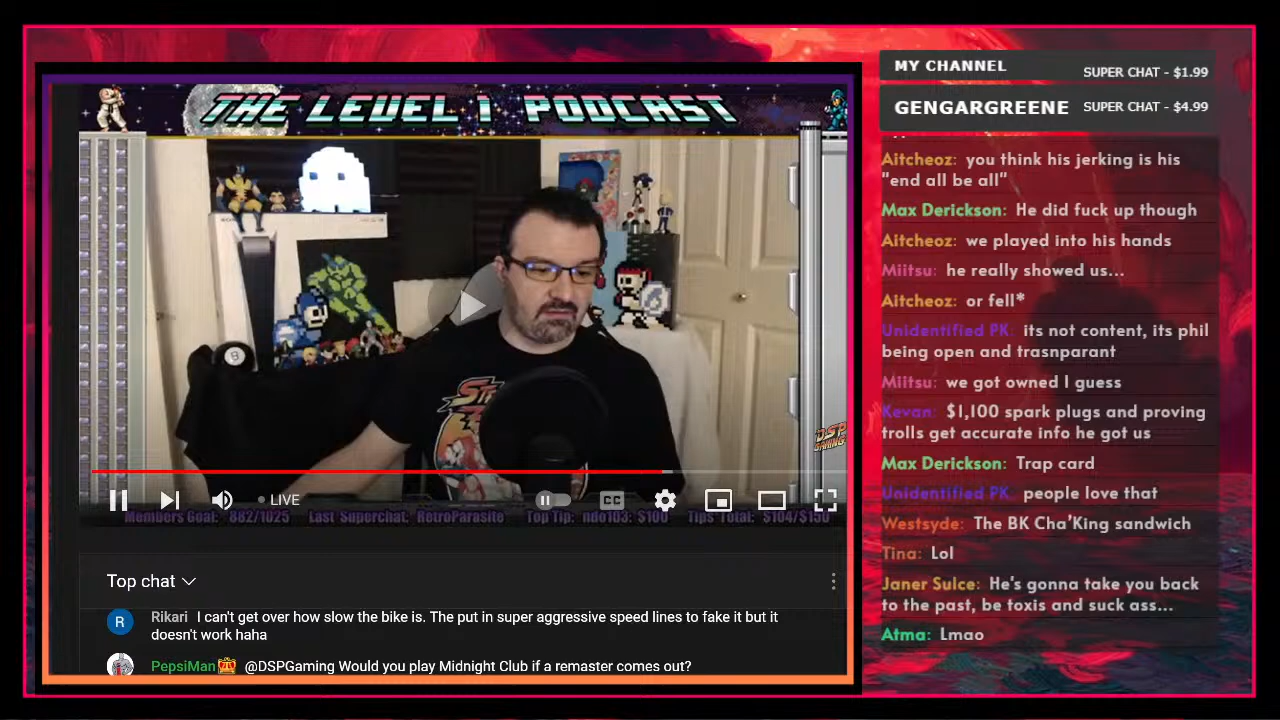 THE LEVEL 1 PODCAST
LIVE
CC
Members Goal: 882/1025 Last Superchat: RetroParasite Top Tip: ndo103: $100 Tips Total: $104/$150
DSP
GAMING
8
Top chat
R
Rikari I can't get over how slow the bike is. The put in super aggressive speed lines to fake it but it
doesn't work haha
PepsiMan @DSPGaming Would you play Midnight Club if a remaster comes out?
MY CHANNEL SUPER CHAT - $1.99
GENGARGREENE SUPER CHAT - $4.99
Aitcheoz: you think his jerking is his
"end all be all"
Max Derickson: He did fuck up though
Aitcheoz: we played into his hands
Miitsu: he really showed us...
Aitcheoz: or fell*
Unidentified PK: its not content, its phil
being open and trasnparant
Miitsu: we got owned I guess
Kevan: $1,100 spark plugs and proving
trolls get accurate info he got us
Max Derickson: Trap card
Unidentified PK: people love that
Westsyde: The BK Cha'King sandwich
Tina: Lol
Janer Sulce: He's gonna take you back
to the past, be toxis and suck ass...
Atma: Lmao